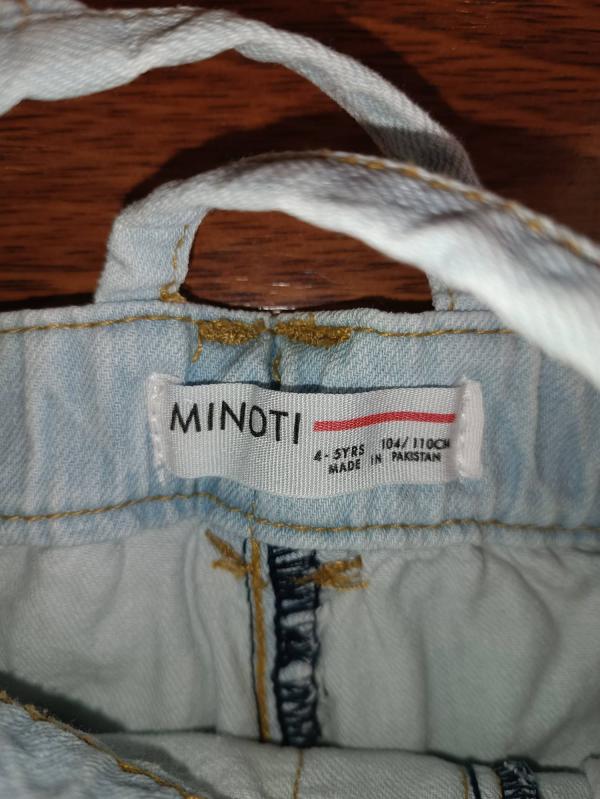 MINOTI
4-5YRS 104/110CM
MADE IN PAKISTAN